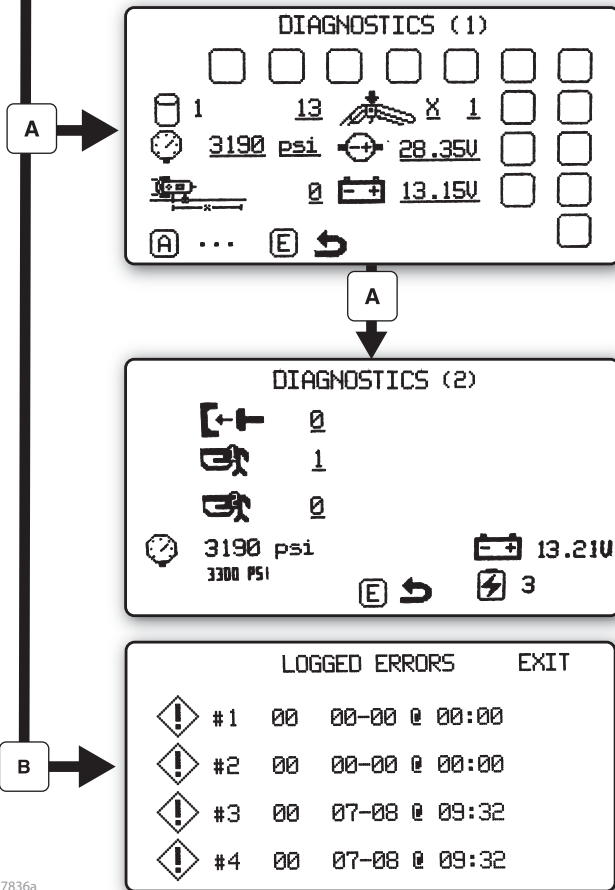 DIAGNOSTICS (1)
1 13 X 1
A 3190 psi 28.35V
0 13.15V
A ... E
A
DIAGNOSTICS (2)
0
1 1
2 0
3190 psi 13.21V
3300 PSI
E 3
LOGGED ERRORS EXIT
#1 00 00-00 @ 00:00
B #2 00 00-00 @ 00:00
#3 00 07-08 @ 09:32
#4 00 07-08 @ 09:32
7836a